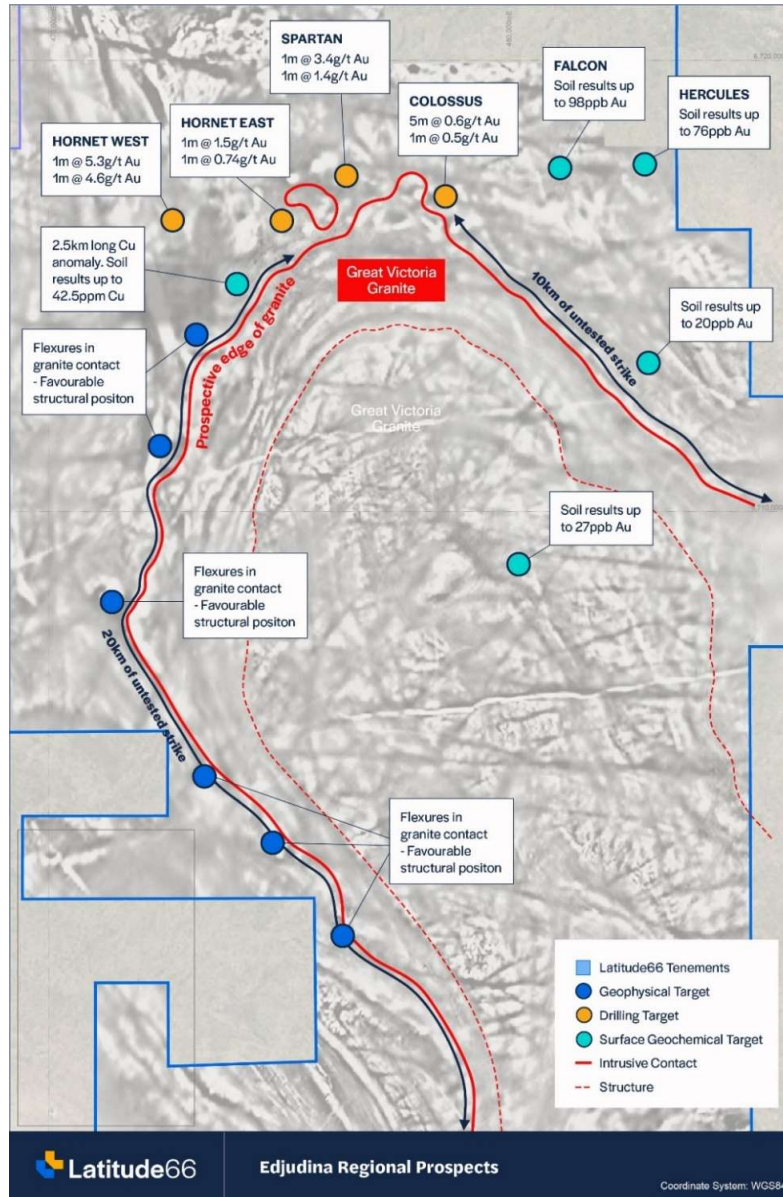 SPARTAN
1m @ 3.4g/t Au
1m @ 1.4g/t Au
FALCON
Soil results up
to 98ppb Au
HERCULES
Soil results up
to 76ppb Au
COLOSSUS
5m @ 0.6g/t Au
1m @ 0.5g/t Au
HORNET EAST
1m @ 1.5g/t Au
1m @ 0.74g/t Au
HORNET WEST
1m @ 5.3g/t Au
1m @ 4.6g/t Au
2.5km long Cu
anomaly. Soil
results up to
42.5ppm Cu
Great Victoria
Granite
10km of untested strike
Soil results up
to 20ppb Au
Flexures in
granite contact
- Favourable
structural positon
Prospective edge of granite
Great Victoria
Granite
Soil results up
to 27ppb Au
Flexures in
granite contact
- Favourable
structural positon
20km of untested strike
Flexures in
granite contact
- Favourable
structural positon
Latitude66 Tenements
Geophysical Target
Drilling Target
Surface Geochemical Target
Intrusive Contact
Structure
Latitude66
Edjudina Regional Prospects
Coordinate System: WGS84